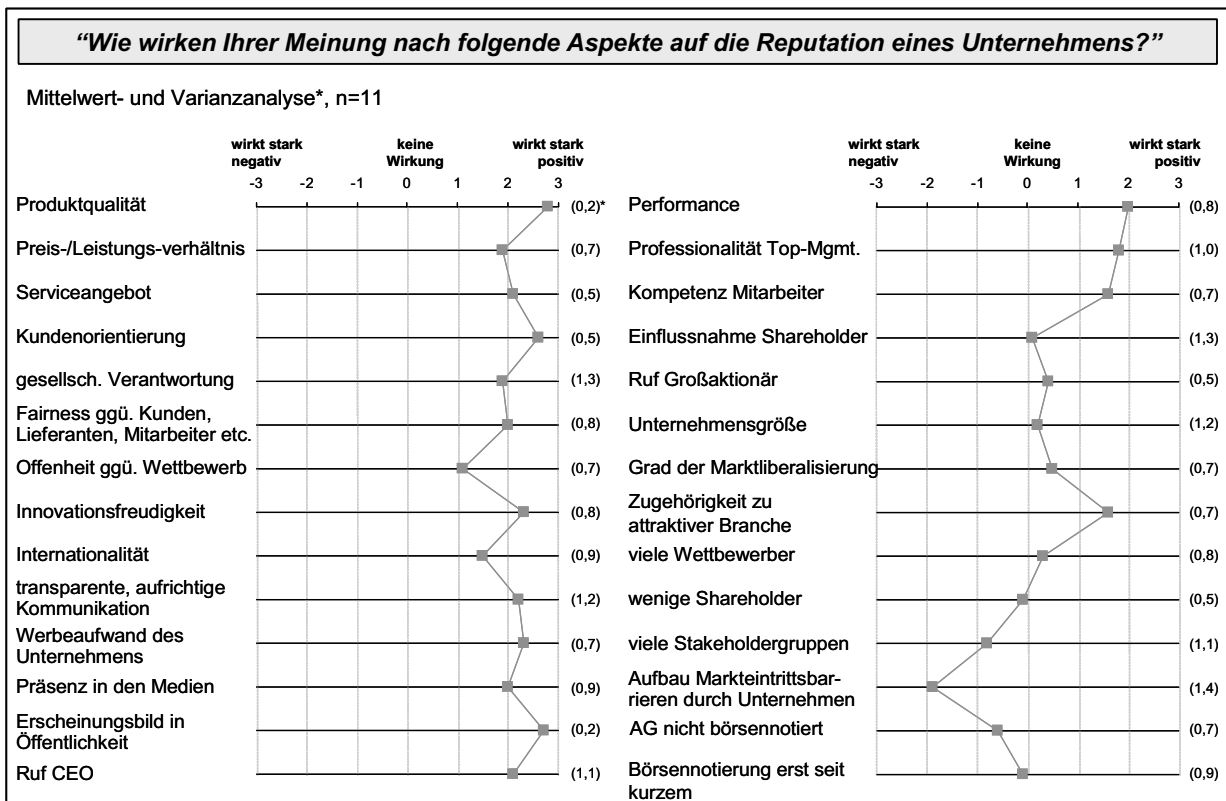 “Wie wirken Ihrer Meinung nach folgende Aspekte auf die Reputation eines Unternehmens?”
Mittelwert- und Varianzanalyse*, n=11
wirkt stark negativ
keine Wirkung
wirkt stark positiv
-3 -2 -1 0 1 2 3
Produktqualität (0,2)*
Preis-/Leistungs-verhältnis (0,7)
Serviceangebot (0,5)
Kundenorientierung (0,5)
gesellsch. Verantwortung (1,3)
Fairness ggü. Kunden,
Lieferanten, Mitarbeiter etc. (0,8)
Offenheit ggü. Wettbewerb (0,7)
Innovationsfreudigkeit (0,8)
Internationalität (0,9)
transparente, aufrichtige
Kommunikation (1,2)
Werbeaufwand des
Unternehmens (0,7)
Präsenz in den Medien (0,9)
Erscheinungsbild in
Öffentlichkeit (0,2)
Ruf CEO (1,1)
wirkt stark negativ
keine Wirkung
wirkt stark positiv
-3 -2 -1 0 1 2 3
Performance (0,8)
Professionalität Top-Mgmt. (1,0)
Kompetenz Mitarbeiter (0,7)
Einflussnahme Shareholder (1,3)
Ruf Großaktionär (0,5)
Unternehmensgröße (1,2)
Grad der Marktliberalisierung (0,7)
Zugehörigkeit zu
attraktiver Branche (0,7)
viele Wettbewerber (0,8)
wenige Shareholder (0,5)
viele Stakeholdergruppen (1,1)
Aufbau Markteintrittsbar-
rieren durch Unternehmen (1,4)
AG nicht börsennotiert (0,7)
Börsennotierung erst seit
kurzem (0,9)